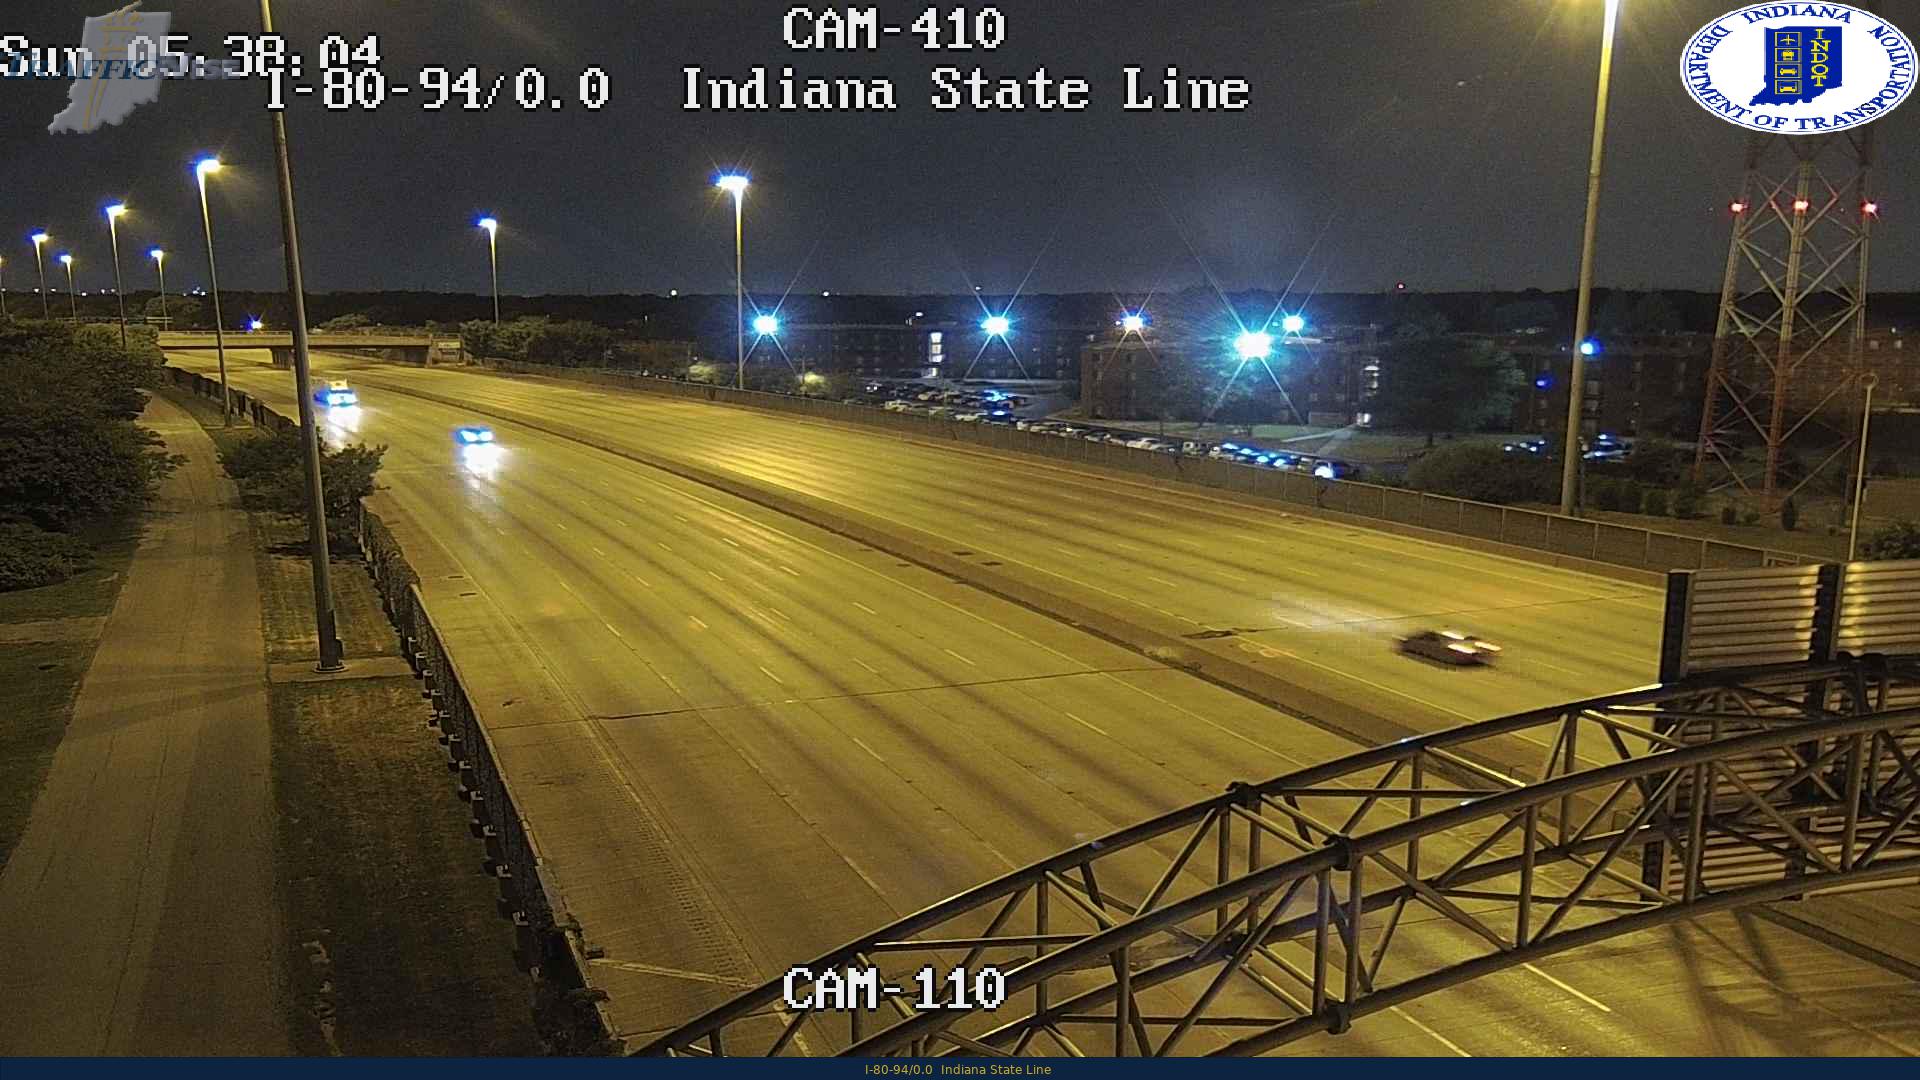 CAM-410
Sun 05:38:04
TRAFFICWISE
I-80-94/0.0 Indiana State Line
INDIANA
DEPARTMENT OF TRANSPORTATION
INDOT
CAM-110
I-80-94/0.0 Indiana State Line